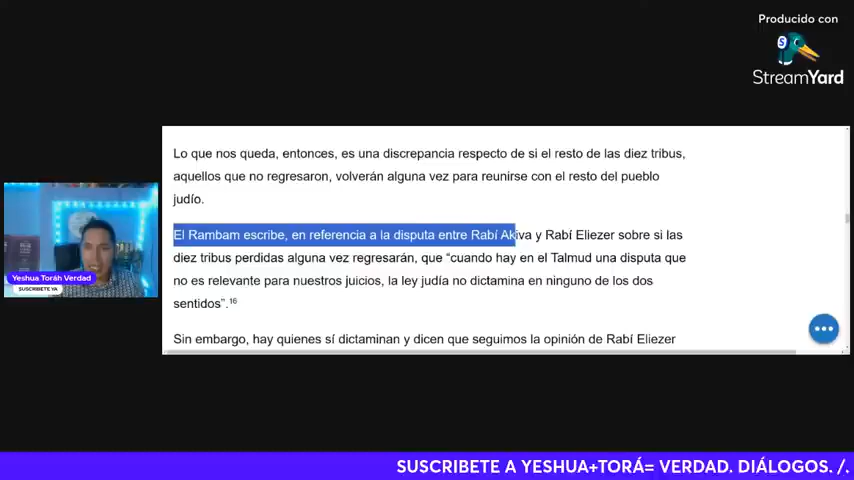 Producido con
StreamYard
Lo que nos queda, entonces, es una discrepancia respecto de si el resto de las diez tribus,
aquellos que no regresaron, volverán alguna vez para reunirse con el resto del pueblo
judío.
El Rambam escribe, en referencia a la disputa entre Rabí Akiva y Rabí Eliezer sobre si las
diez tribus perdidas alguna vez regresarán, que “cuando hay en el Talmud una disputa que
no es relevante para nuestros juicios, la ley judía no dictamina en ninguno de los dos
sentidos”.16
Sin embargo, hay quienes sí dictaminan y dicen que seguimos la opinión de Rabí Eliezer
Yeshua Toráh Verdad
SUSCRIBETE YA
SUSCRIBETE A YESHUA+TORÁ= VERDAD. DIÁLOGOS. /.